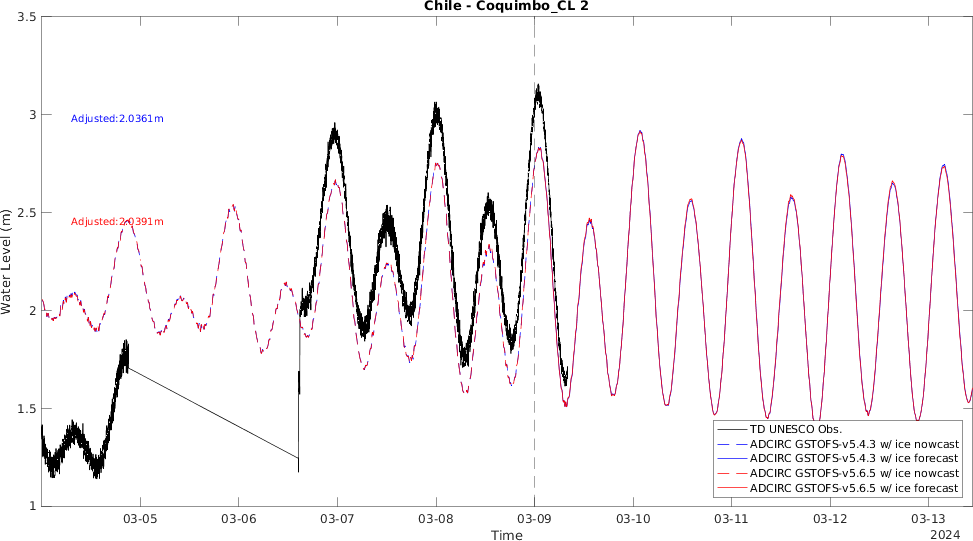 Chile - Coquimbo_CL 2
3.5
3
2.5
2
1.5
1
Water Level (m)
Adjusted:2.0361m
Adjusted:2.0391m
TD UNESCO Obs.
ADCIRC GSTOFS-v5.4.3 w/ ice nowcast
ADCIRC GSTOFS-v5.4.3 w/ ice forecast
ADCIRC GSTOFS-v5.6.5 w/ ice nowcast
ADCIRC GSTOFS-v5.6.5 w/ ice forecast
03-05 03-06 03-07 03-08 03-09 03-10 03-11 03-12 03-13
2024
Time